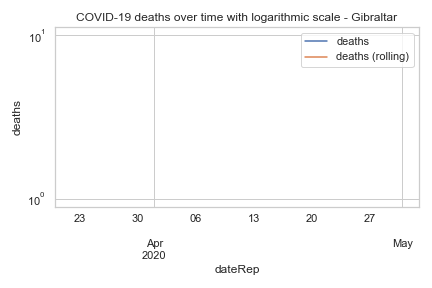 COVID-19 deaths over time with logarithmic scale - Gibraltar
10¹
deaths
deaths (rolling)
deaths
10⁰
23 30 06 13 20 27
Apr May
2020
dateRep